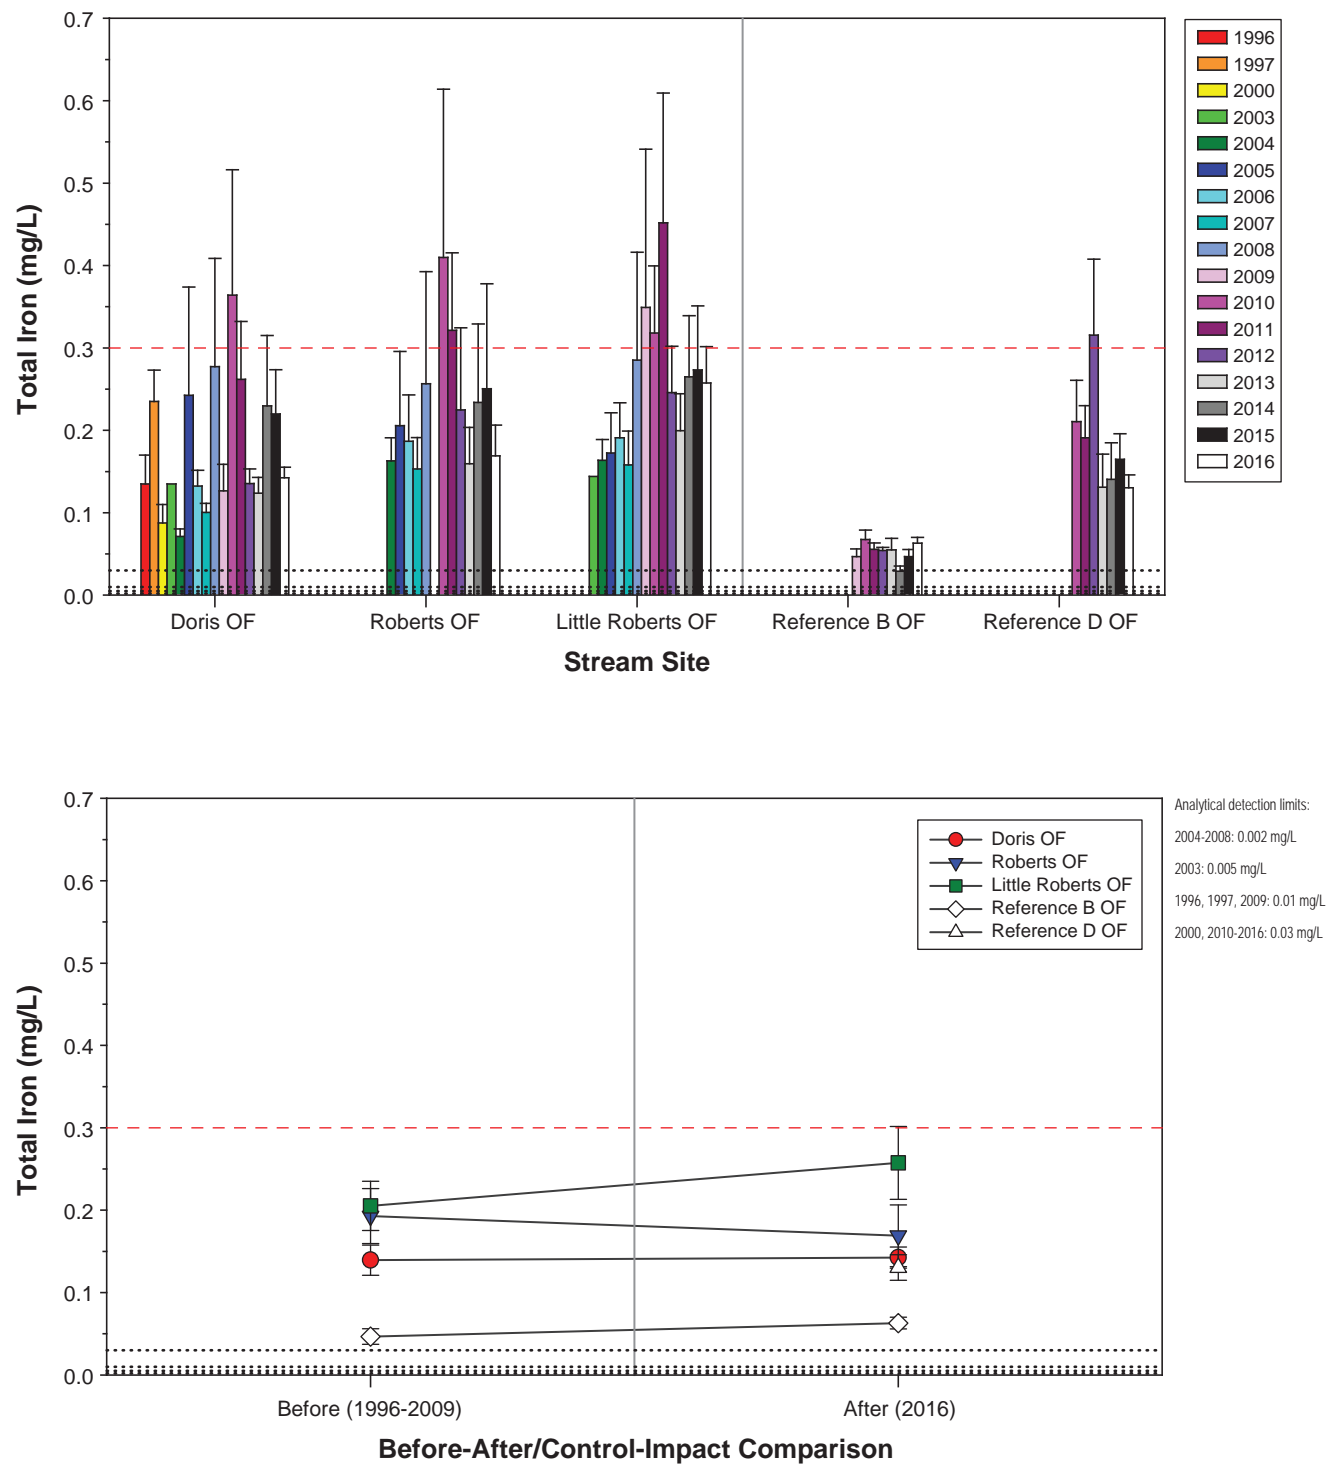 0.7
0.6
0.5
0.4
0.3
0.2
0.1
0.0
Total Iron (mg/L)
Doris OF
Roberts OF
Little Roberts OF
Reference B OF
Reference D OF
Stream Site
1996
1997
2000
2003
2004
2005
2006
2007
2008
2009
2010
2011
2012
2013
2014
2015
2016
0.7
0.6
0.5
0.4
0.3
0.2
0.1
0.0
Total Iron (mg/L)
Doris OF
Roberts OF
Little Roberts OF
Reference B OF
Reference D OF
Before (1996-2009)
After (2016)
Before-After/Control-Impact Comparison
Analytical detection limits:
2004-2008: 0.002 mg/L
2003: 0.005 mg/L
1996, 1997, 2009: 0.01 mg/L
2000, 2010-2016: 0.03 mg/L